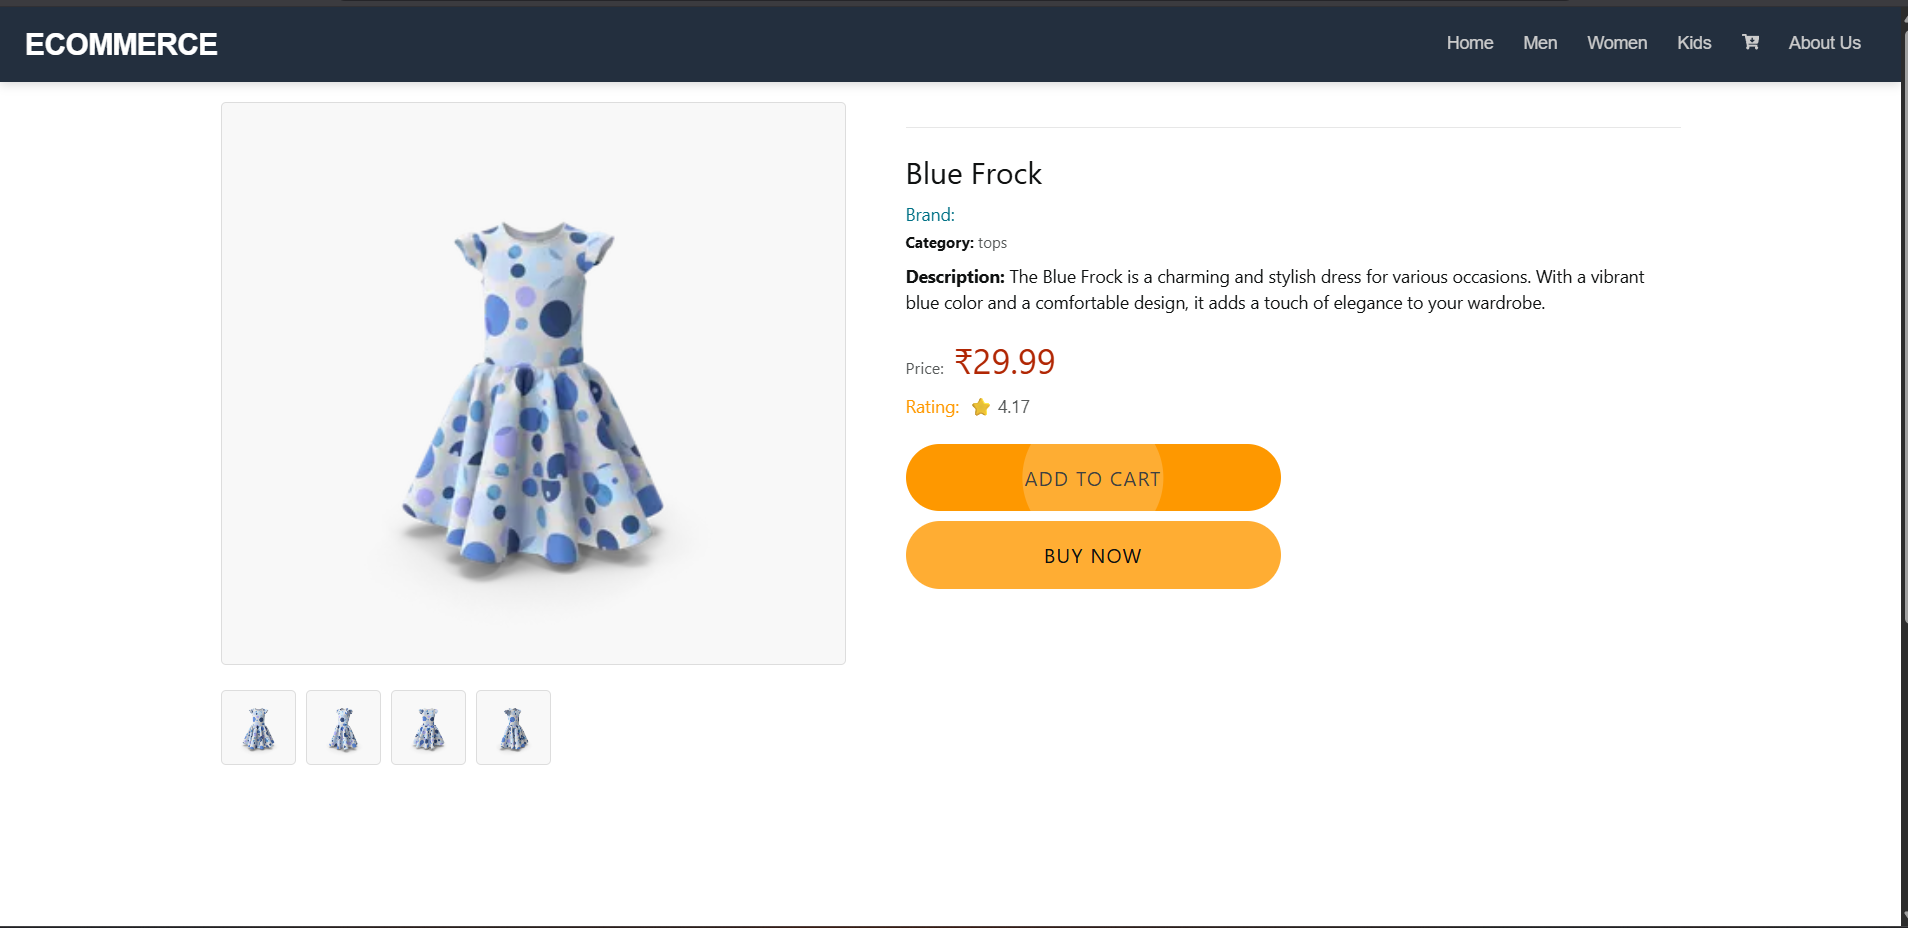 ECOMMERCE
Home Men Women Kids About Us
Blue Frock
Brand:
Category: tops
Description: The Blue Frock is a charming and stylish dress for various occasions. With a vibrant
blue color and a comfortable design, it adds a touch of elegance to your wardrobe.
Price: ₹29.99
Rating: 4.17
ADD TO CART
BUY NOW